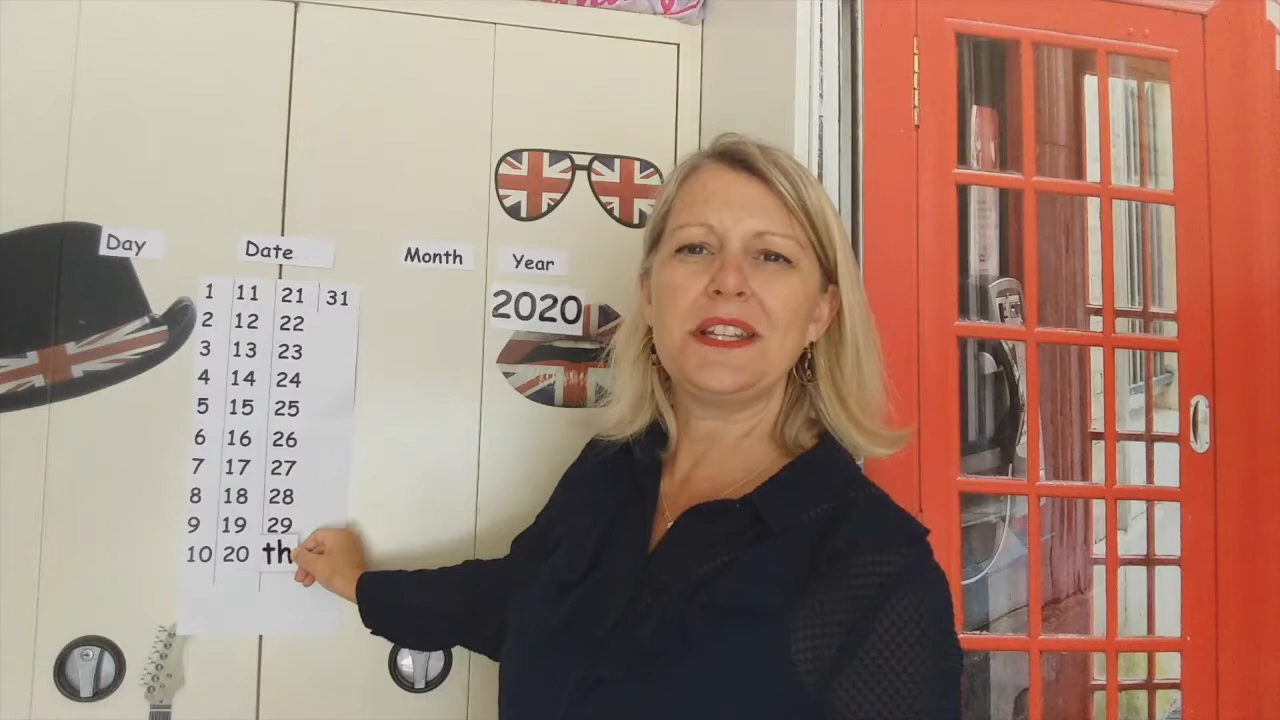 Day Date Month Year
2020
1 11 21 31
2 12 22
3 13 23
4 14 24
5 15 25
6 16 26
7 17 27
8 18 28
9 19 29
10 20 th